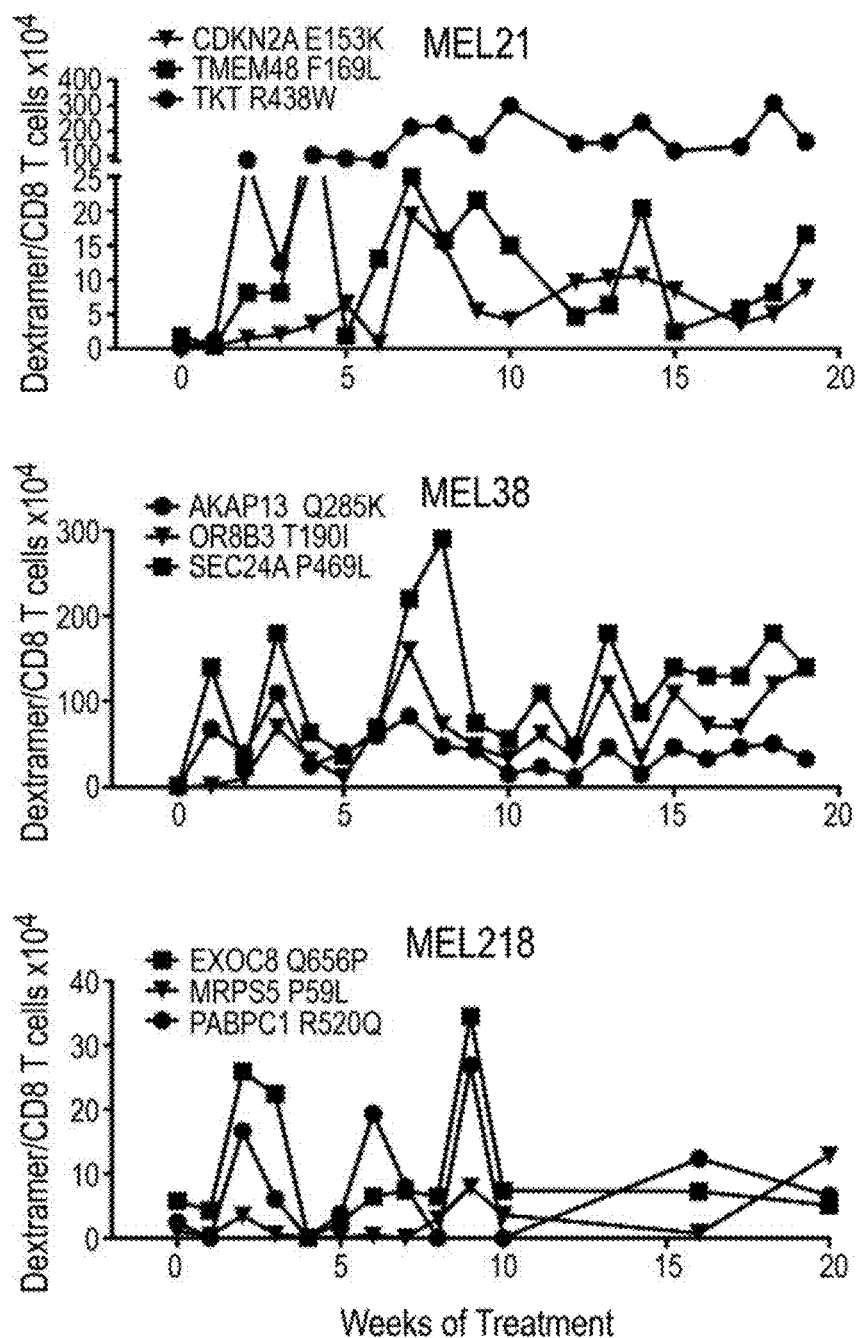 MEL21
CDKN2A E153K
TMEM48 F169L
TKT R438W
Dextramer/CD8 T cells x10⁴
400
300
200
100
25
20
15
10
5
0
0 5 10 15 20
MEL38
AKAP13 Q285K
OR8B3 T190I
SEC24A P469L
Dextramer/CD8 T cells x10⁴
300
200
100
0
0 5 10 15 20
MEL218
EXOC8 Q656P
MRPS5 P59L
PABPC1 R520Q
Dextramer/CD8 T cells x10⁴
40
30
20
10
0
0 5 10 15 20
Weeks of Treatment